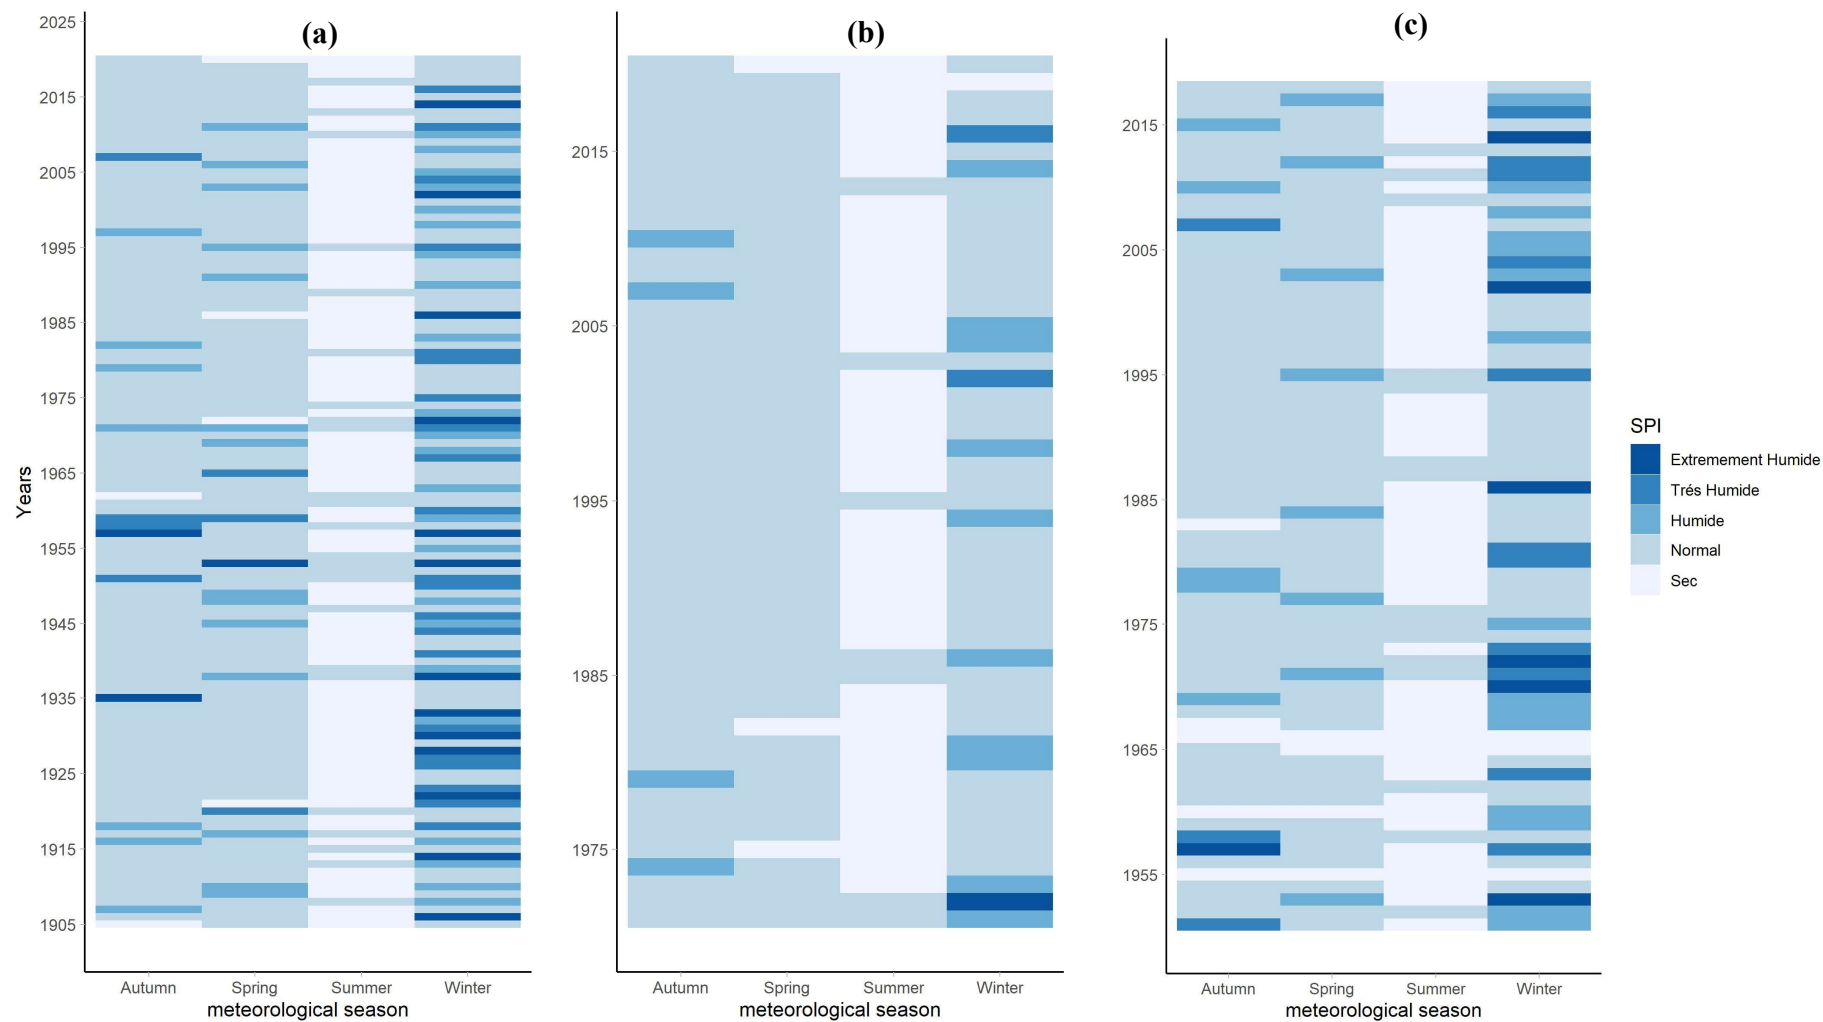 (a)
(b)
(c)
Years
2025
2015
2005
1995
1985
1975
1965
1955
1945
1935
1925
1915
1905
Autumn Spring Summer Winter
meteorological season
2015
2005
1995
1985
1975
Autumn Spring Summer Winter
meteorological season
2015
2005
1995
1985
1975
1965
1955
Autumn Spring Summer Winter
meteorological season
SPI
Extremement Humide
Trés Humide
Humide
Normal
Sec